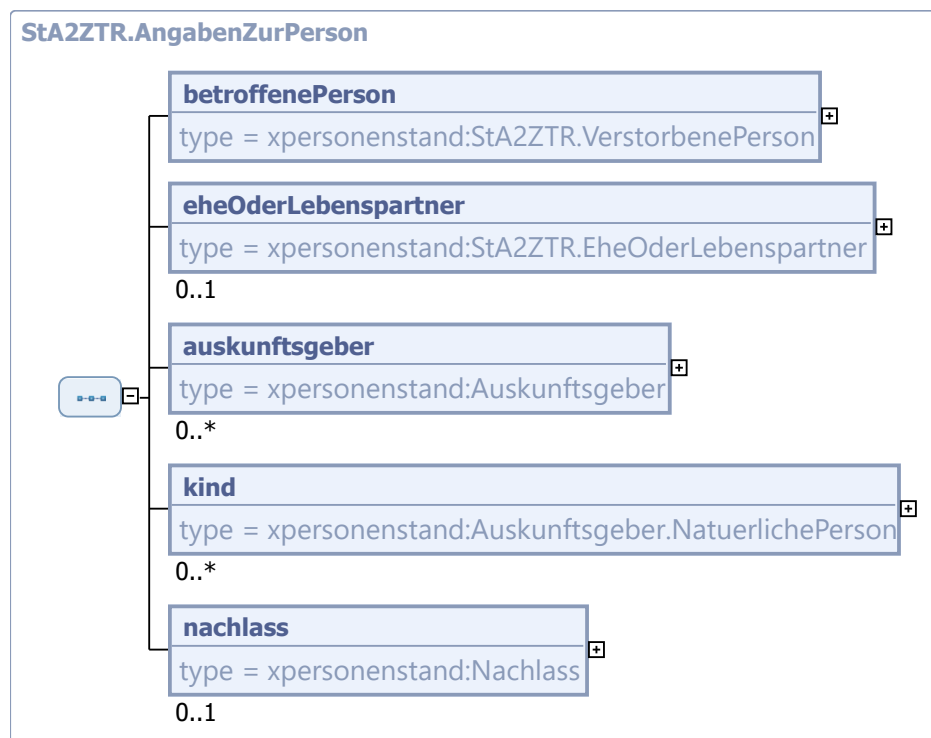 StA2ZTR.AngabenZurPerson
betroffenePerson
type = xpersonenstand:StA2ZTR.VerstorbenePerson
eheOderLebenspartner
type = xpersonenstand:StA2ZTR.EheOderLebenspartner
0..1
auskunftsgeber
type = xpersonenstand:Auskunftsgeber
0..*
kind
type = xpersonenstand:Auskunftsgeber.NatuerlichePerson
0..*
nachlass
type = xpersonenstand:Nachlass
0..1